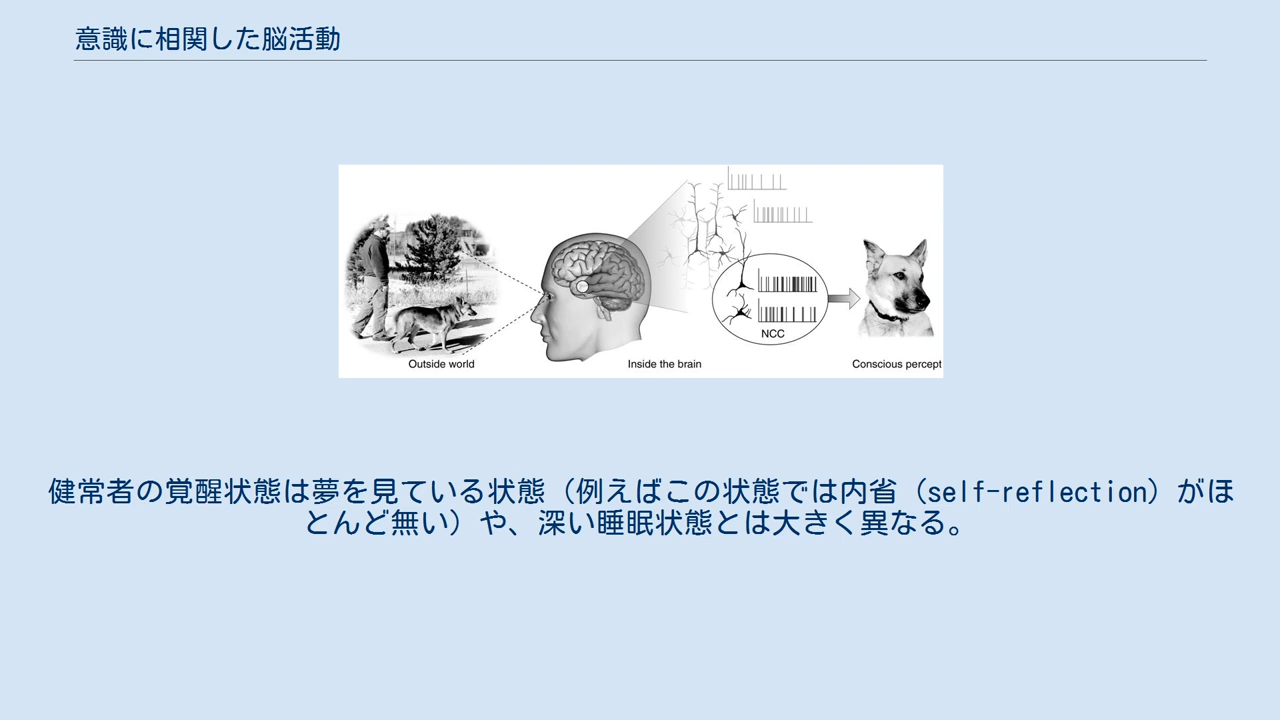 意識に相関した脳活動
Outside world
Inside the brain
NCC
Conscious percept
健常者の覚醒状態は夢を見ている状態（例えばこの状態では内省（self-reflection）がほ
とんど無い）や、深い睡眠状態とは大きく異なる。